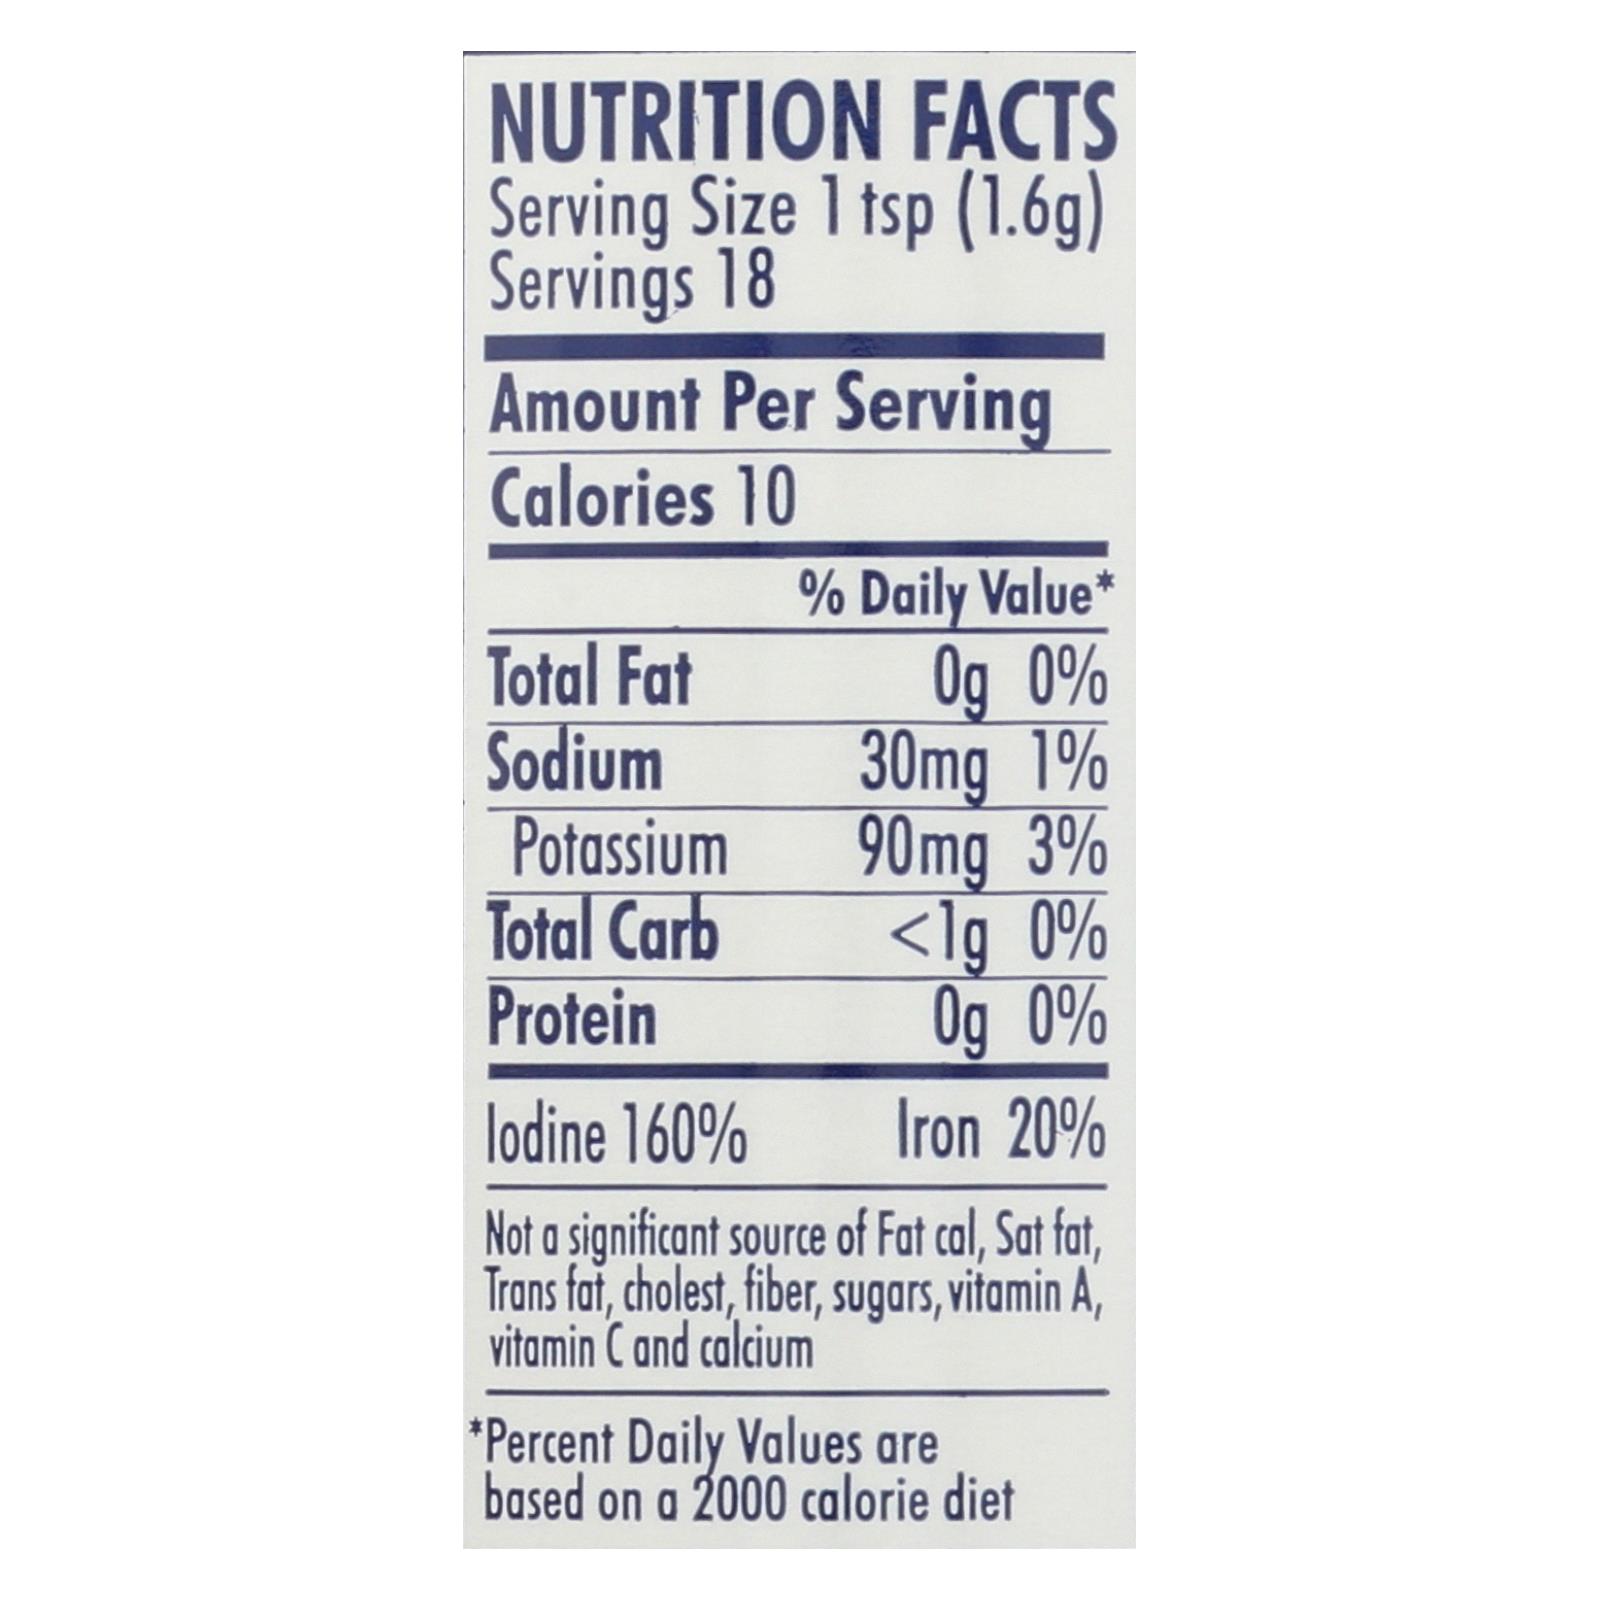 NUTRITION FACTS
Serving Size 1 tsp (1.6g)
Servings 18
Amount Per Serving
Calories 10
% Daily Value*
Total Fat 0g 0%
Sodium 30mg 1%
Potassium 90mg 3%
Total Carb <1g 0%
Protein 0g 0%
Iodine 160% Iron 20%
Not a significant source of Fat cal, Sat fat,
Trans fat, cholest, fiber, sugars, vitamin A,
vitamin C and calcium
*Percent Daily Values are
based on a 2000 calorie diet